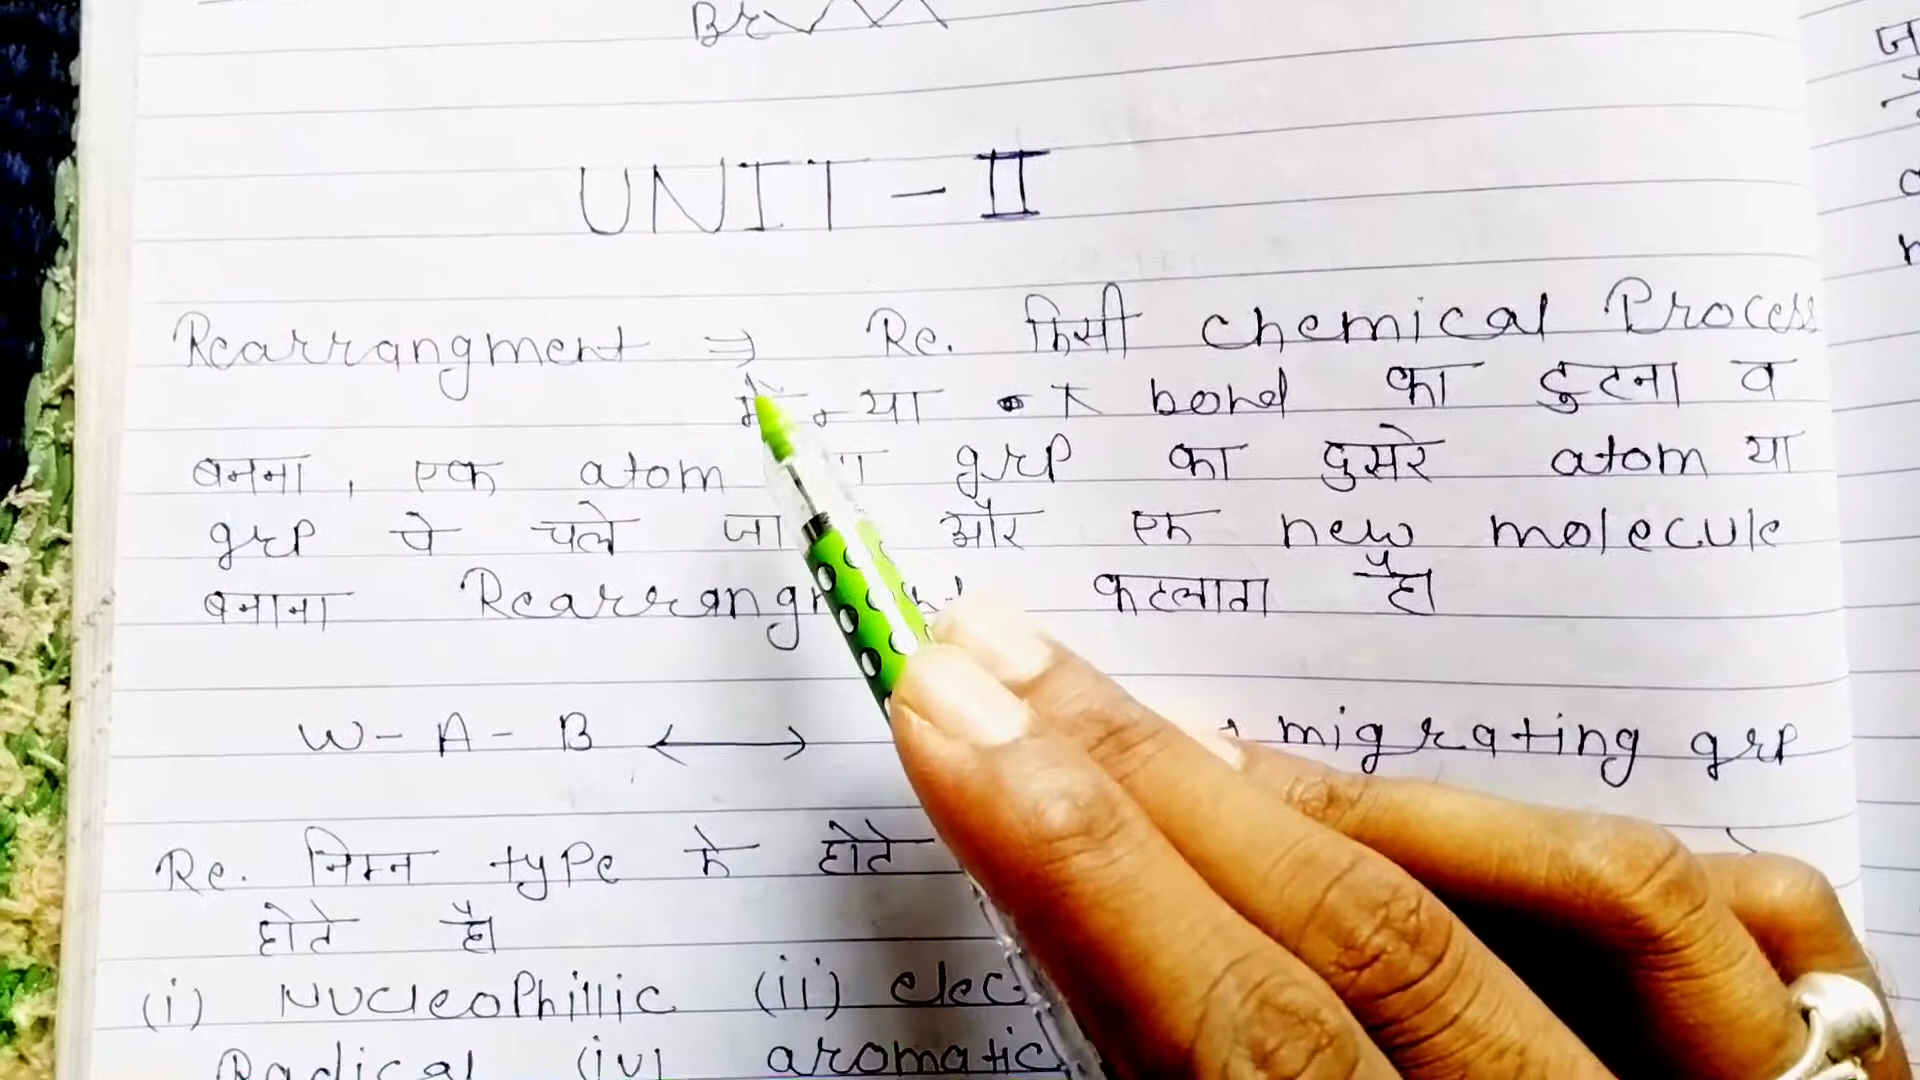 Br
UNIT - II
Rearrangment ⇒ Re. किसी chemical Process
या π bond का टुटना व
बनना, एक atom grp का दुसरे atom या
grp पे चले जा और एक new molecule
बनाना कहलाता है।
W - A - B ⟷ migrating grp
Re. निम्न type के होते
होते है।
(i) Nucleophillic (ii)
Radical (iv) aromatic